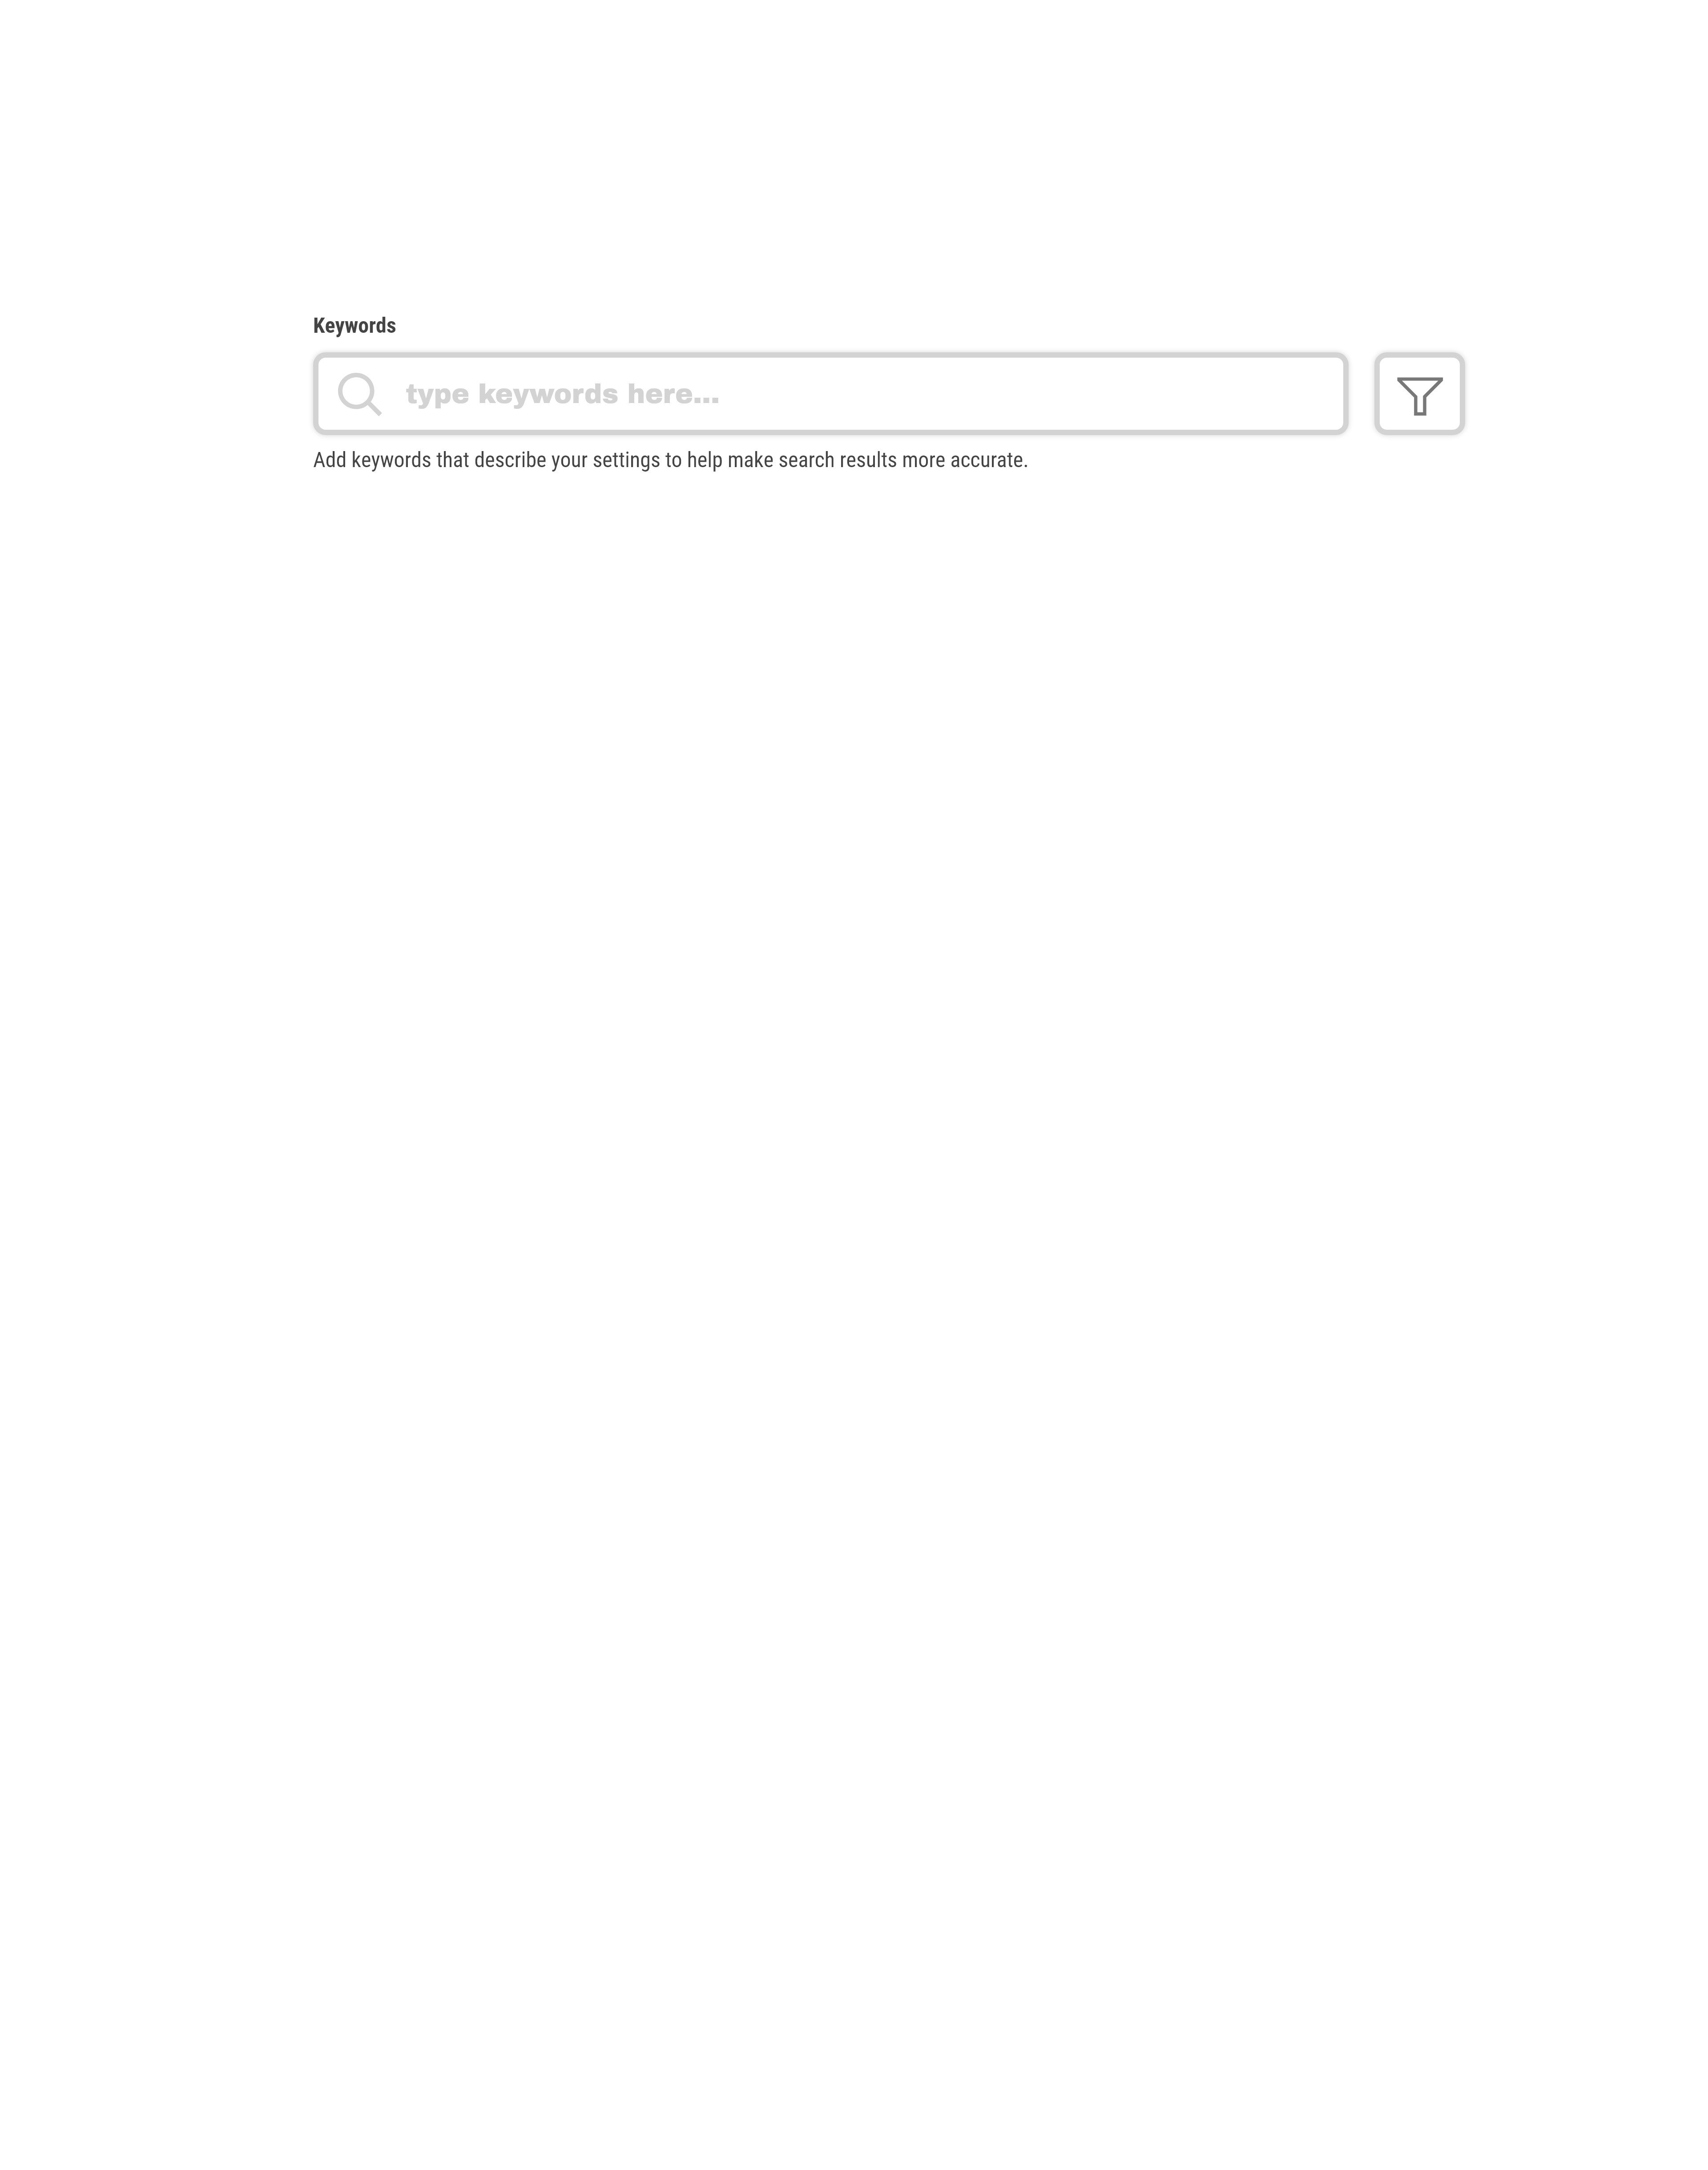 Keywords
type keywords here...
Add keywords that describe your settings to help make search results more accurate.